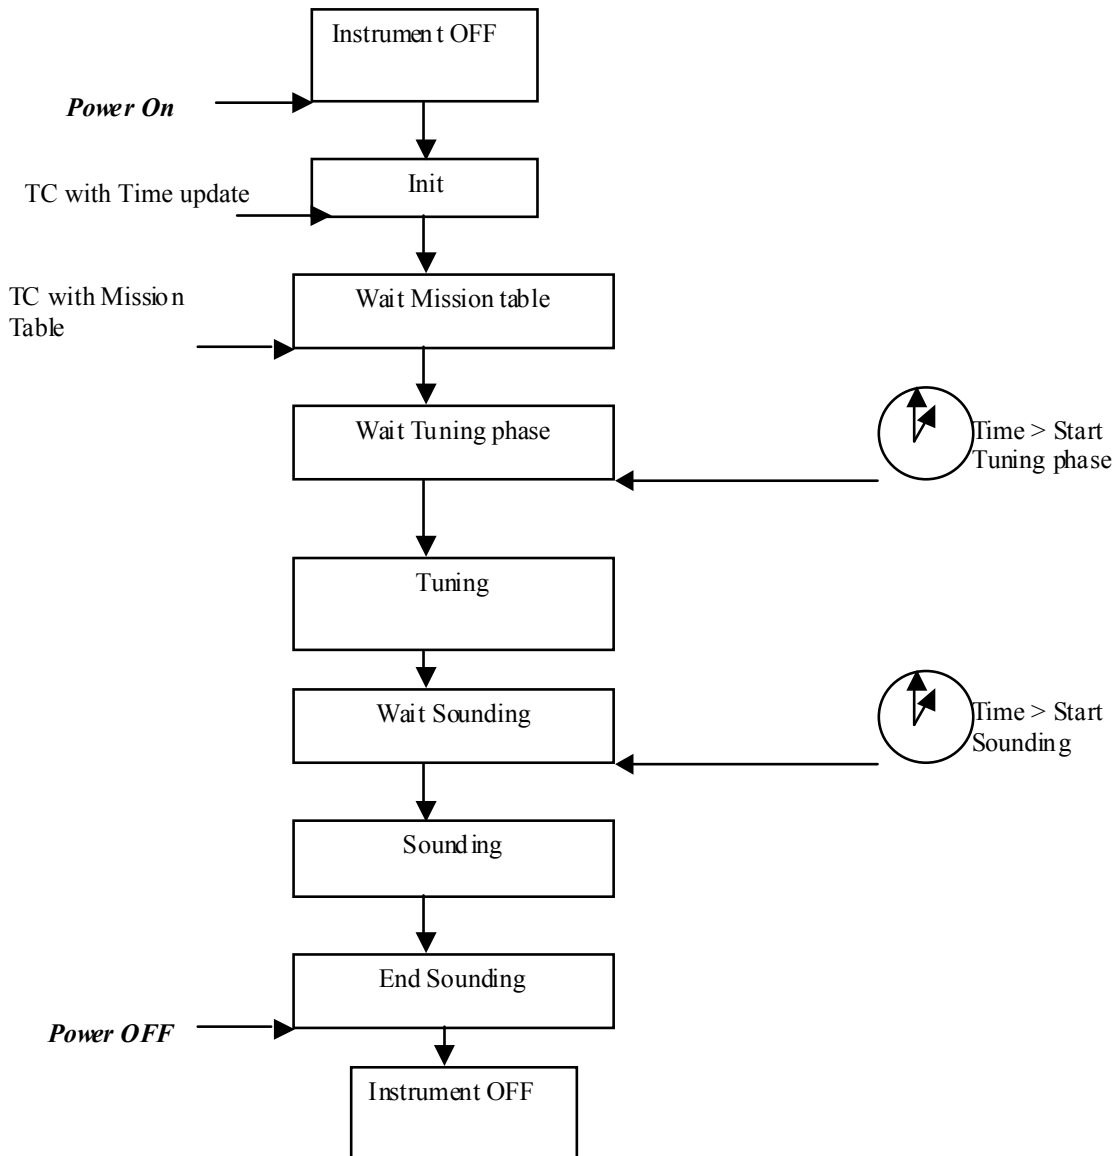 Instrument OFF
Power On
Init
TC with Time update
Wait Mission table
TC with Mission
Table
Wait Tuning phase
Time > Start
Tuning phase
Tuning
Wait Sounding
Time > Start
Sounding
Sounding
End Sounding
Power OFF
Instrument OFF